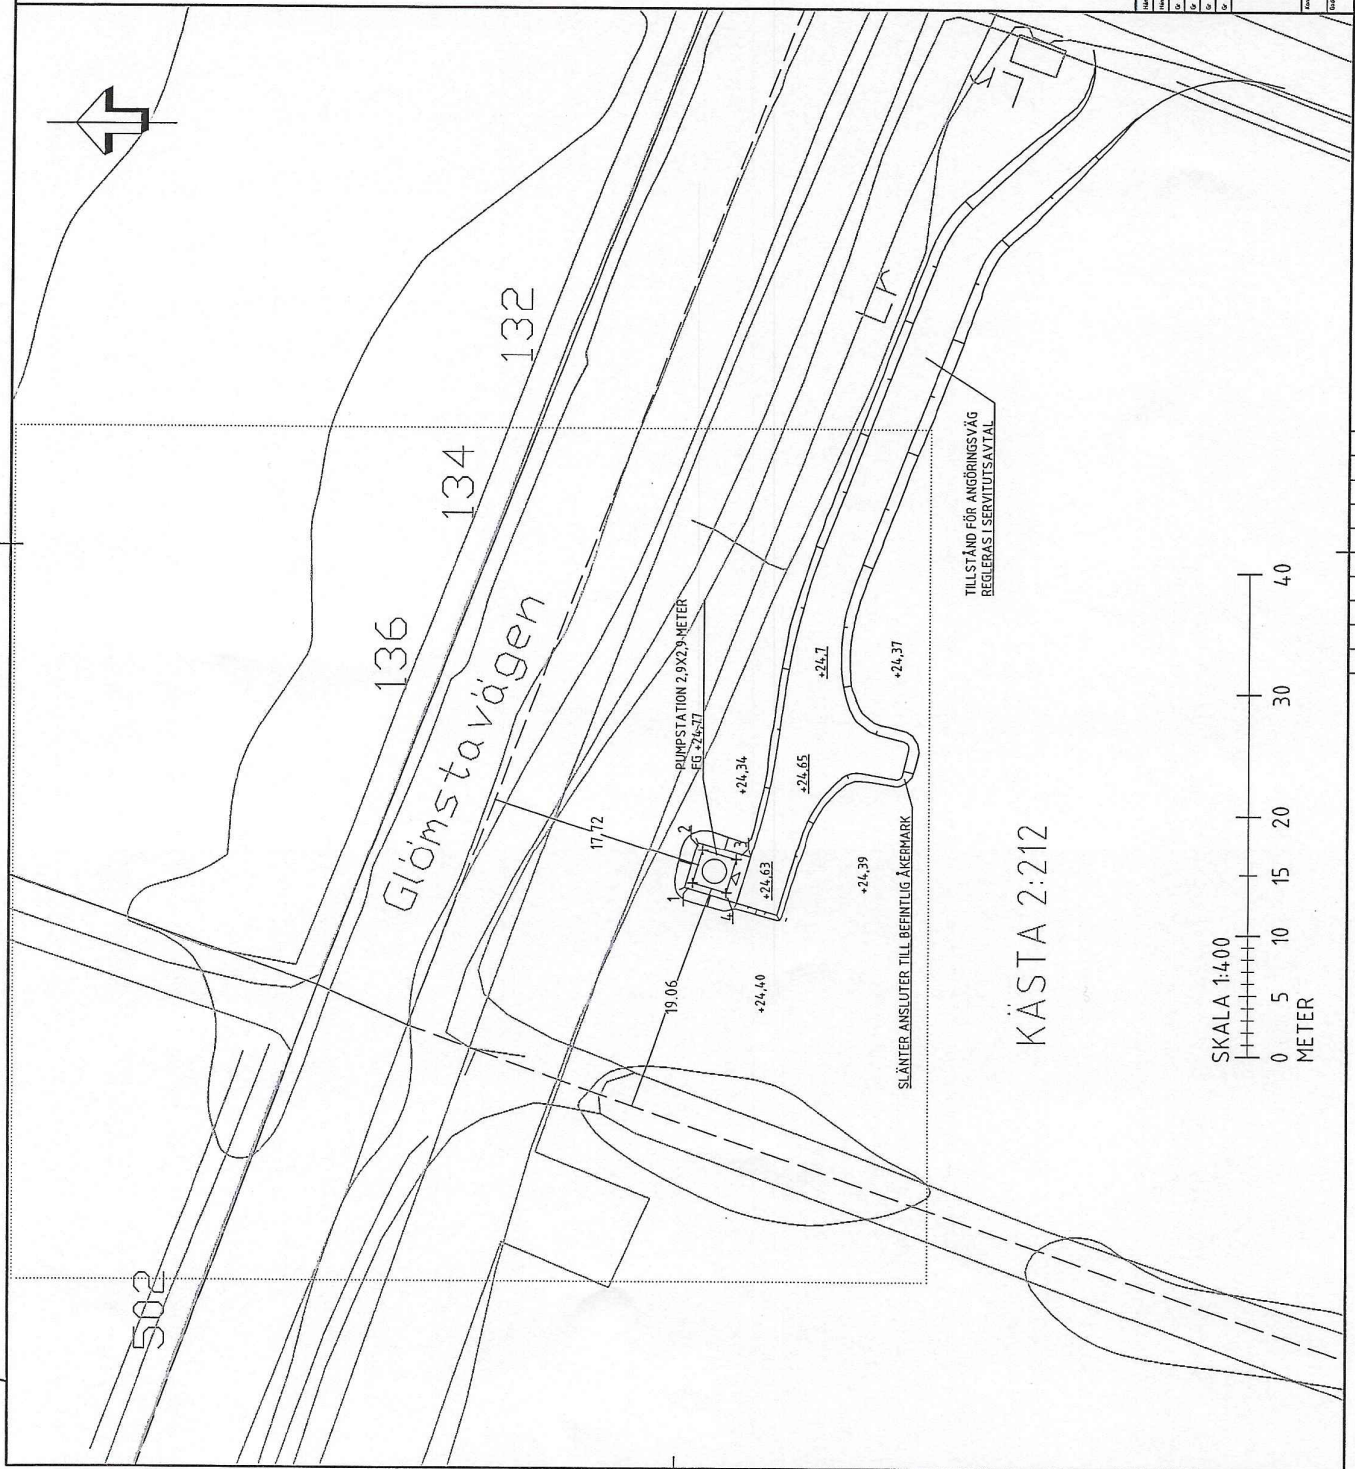 502
136
134
132
Glömstavägen
Lr
17,72
19.06
PUMPSTATION 2,9X2,9 METER
FG +24,77
1
2
3
4
+24,34
+24,7
+24,37
+24,65
+24,63
+24,39
+24,40
TILLSTÅND FÖR ANGÖRINGSVÄG
REGLERAS I SERVITUTSAVTAL
SLÄNTER ANSLUTER TILL BEFINTLIG ÅKERMARK
KÄSTA 2:212
SKALA 1:400
0 5 10 15 20 30 40
METER